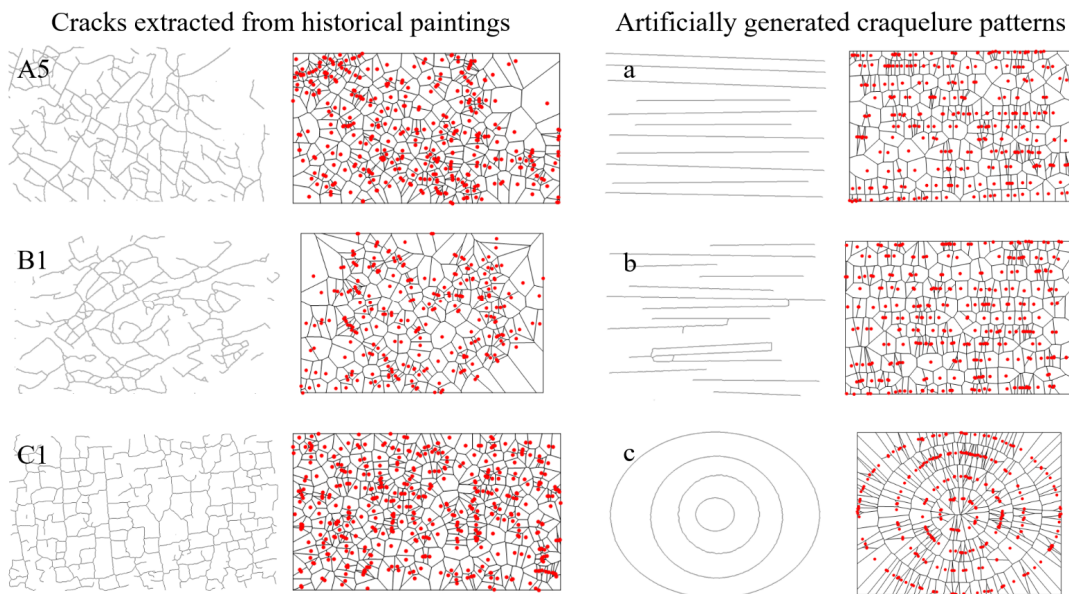 Cracks extracted from historical paintings
Artificially generated craquelure patterns
A5
a
B1
b
C1
c